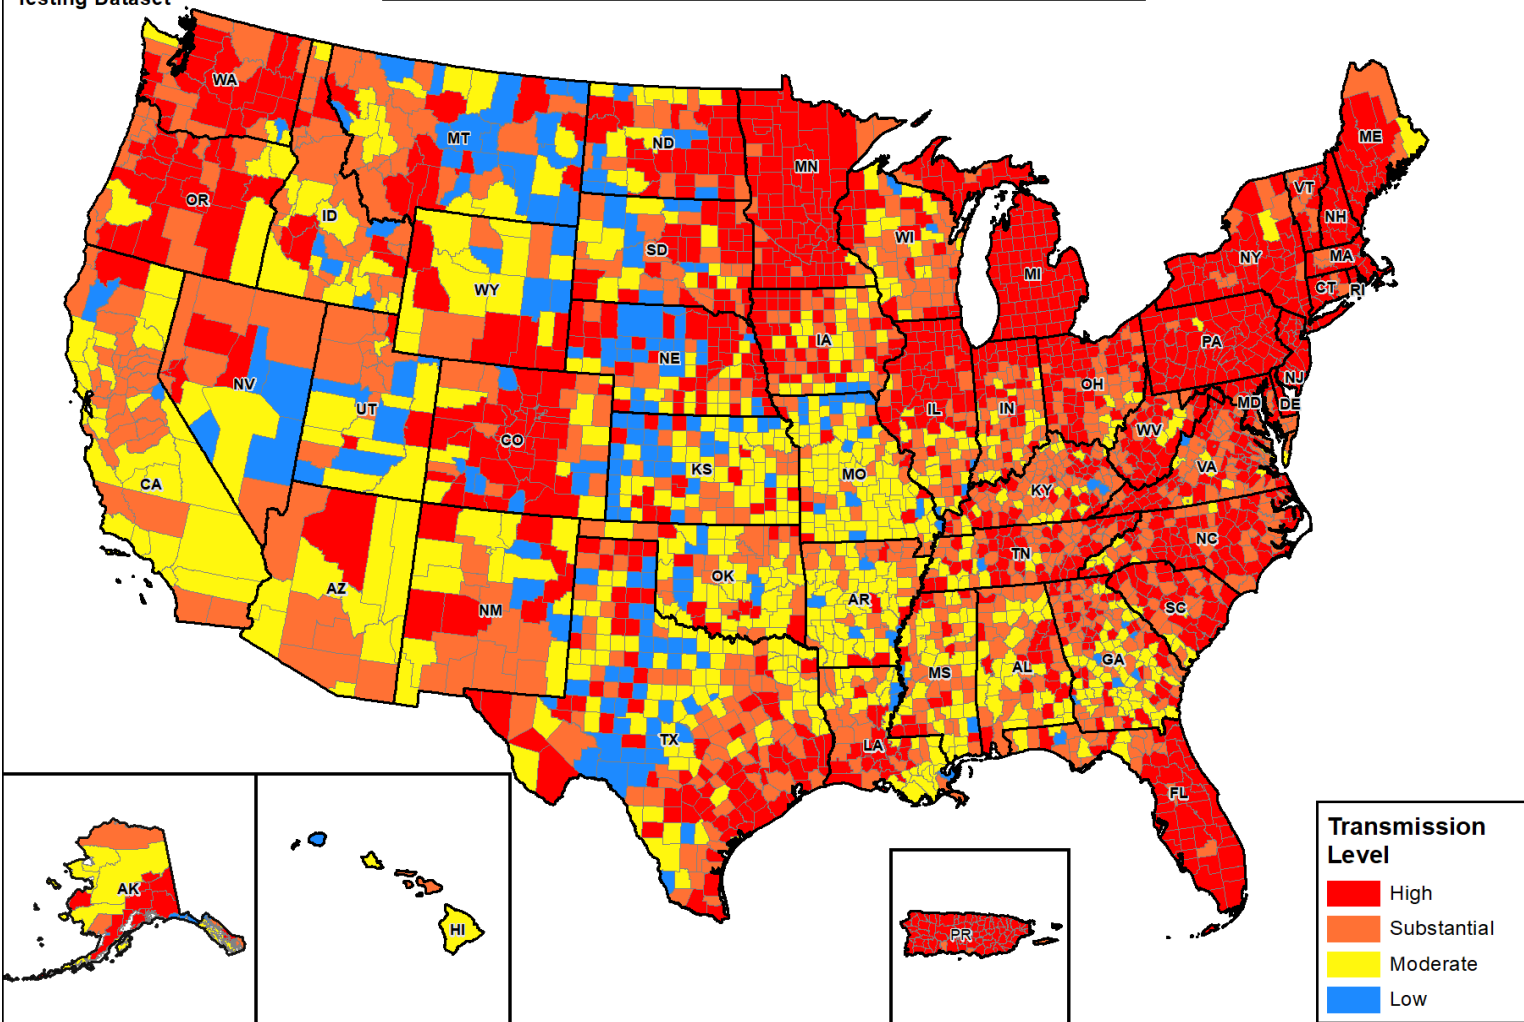 Testing Dataset
WA
MT
ND
MN
ME
OR
ID
SD
WI
VT
NH
NY
MA
MI
CT
RI
WY
IA
PA
NE
NV
UT
CO
IL
IN
OH
NJ
MD
DE
WV
CA
KS
MO
KY
VA
AZ
NM
OK
AR
TN
NC
SC
MS
AL
GA
TX
LA
FL
AK
HI
PR
Transmission
Level
High
Substantial
Moderate
Low